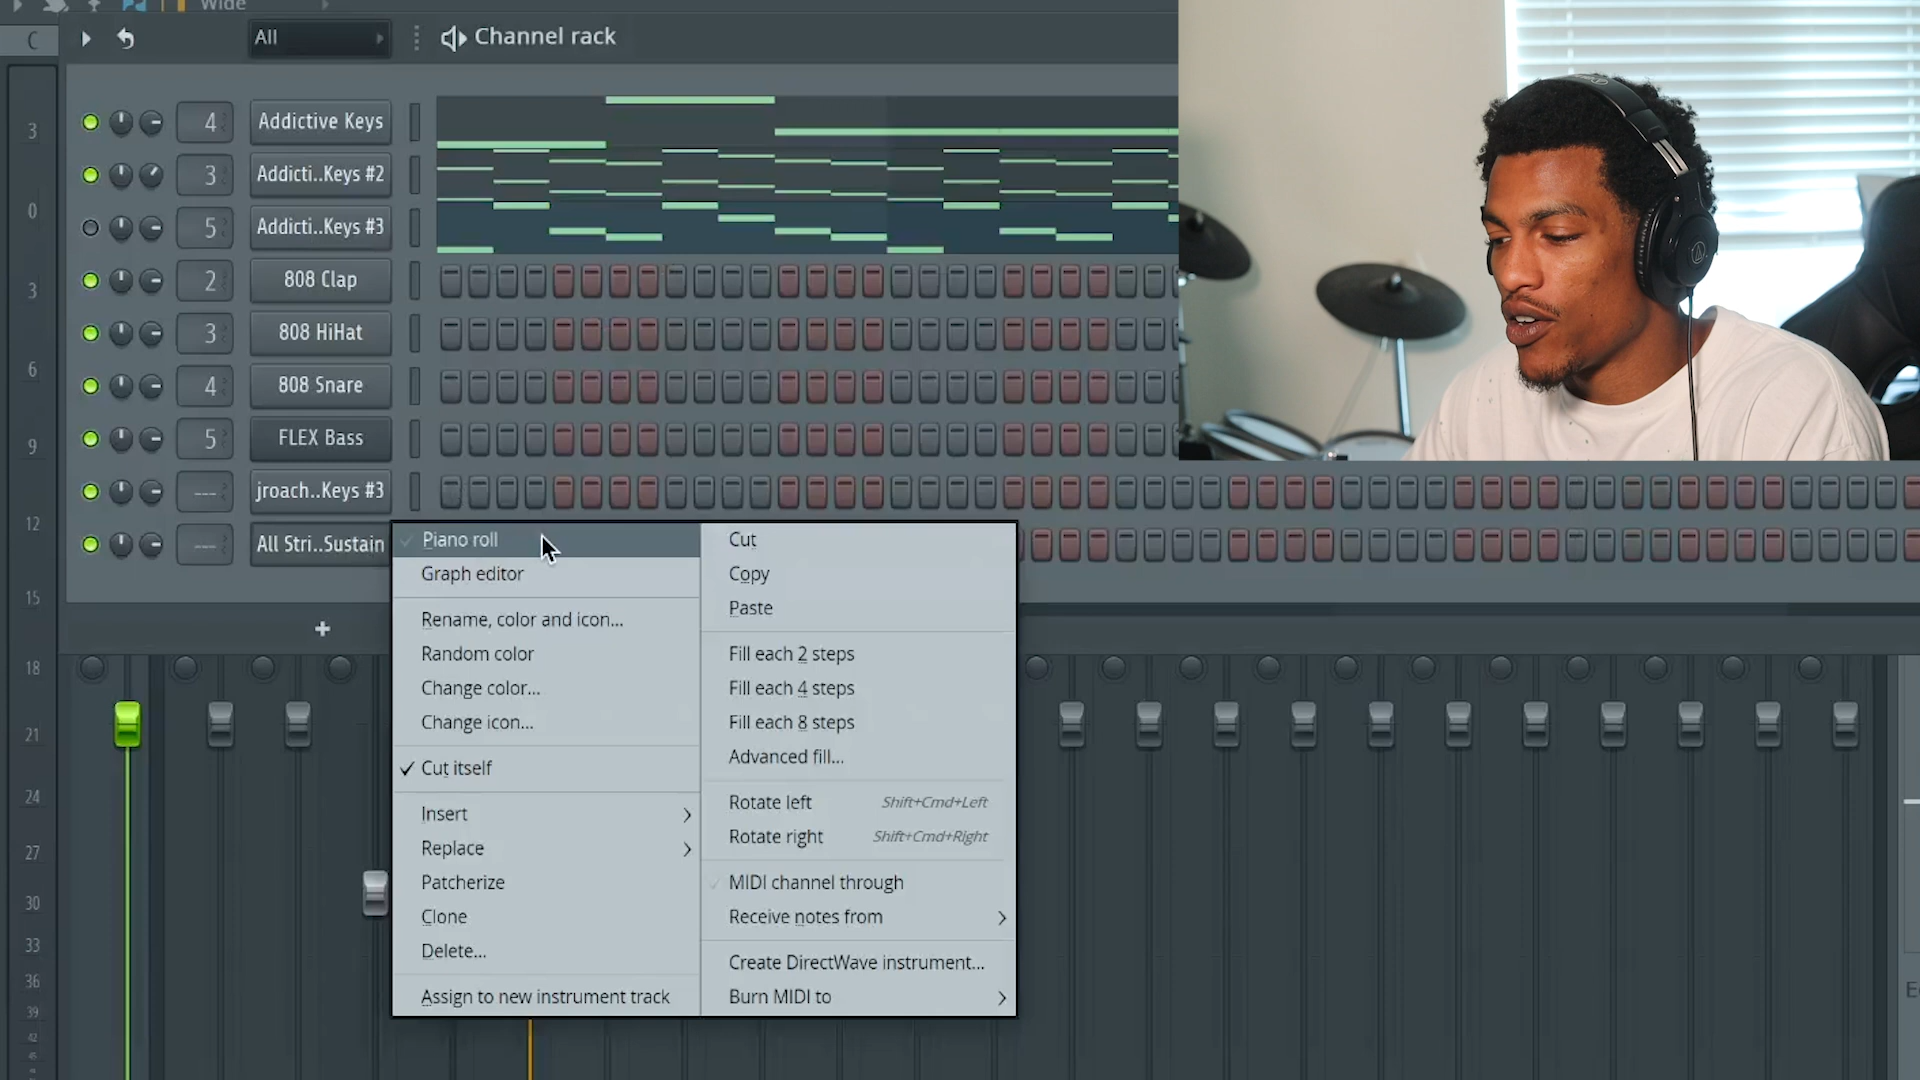 Wide
C
All
Channel rack
3
4
Addictive Keys
3
Addicti..Keys #2
0
5
Addicti..Keys #3
3
2
808 Clap
3
808 HiHat
6
4
808 Snare
9
5
FLEX Bass
---
jroach..Keys #3
12
---
All Stri..Sustain
15
18
21
24
27
30
33
36
39
42
+
Piano roll
Graph editor
Rename, color and icon...
Random color
Change color...
Change icon...
Cut itself
Insert
Replace
Patcherize
Clone
Delete...
Assign to new instrument track
Cut
Copy
Paste
Fill each 2 steps
Fill each 4 steps
Fill each 8 steps
Advanced fill...
Rotate left Shift+Cmd+Left
Rotate right Shift+Cmd+Right
MIDI channel through
Receive notes from
Create DirectWave instrument...
Burn MIDI to